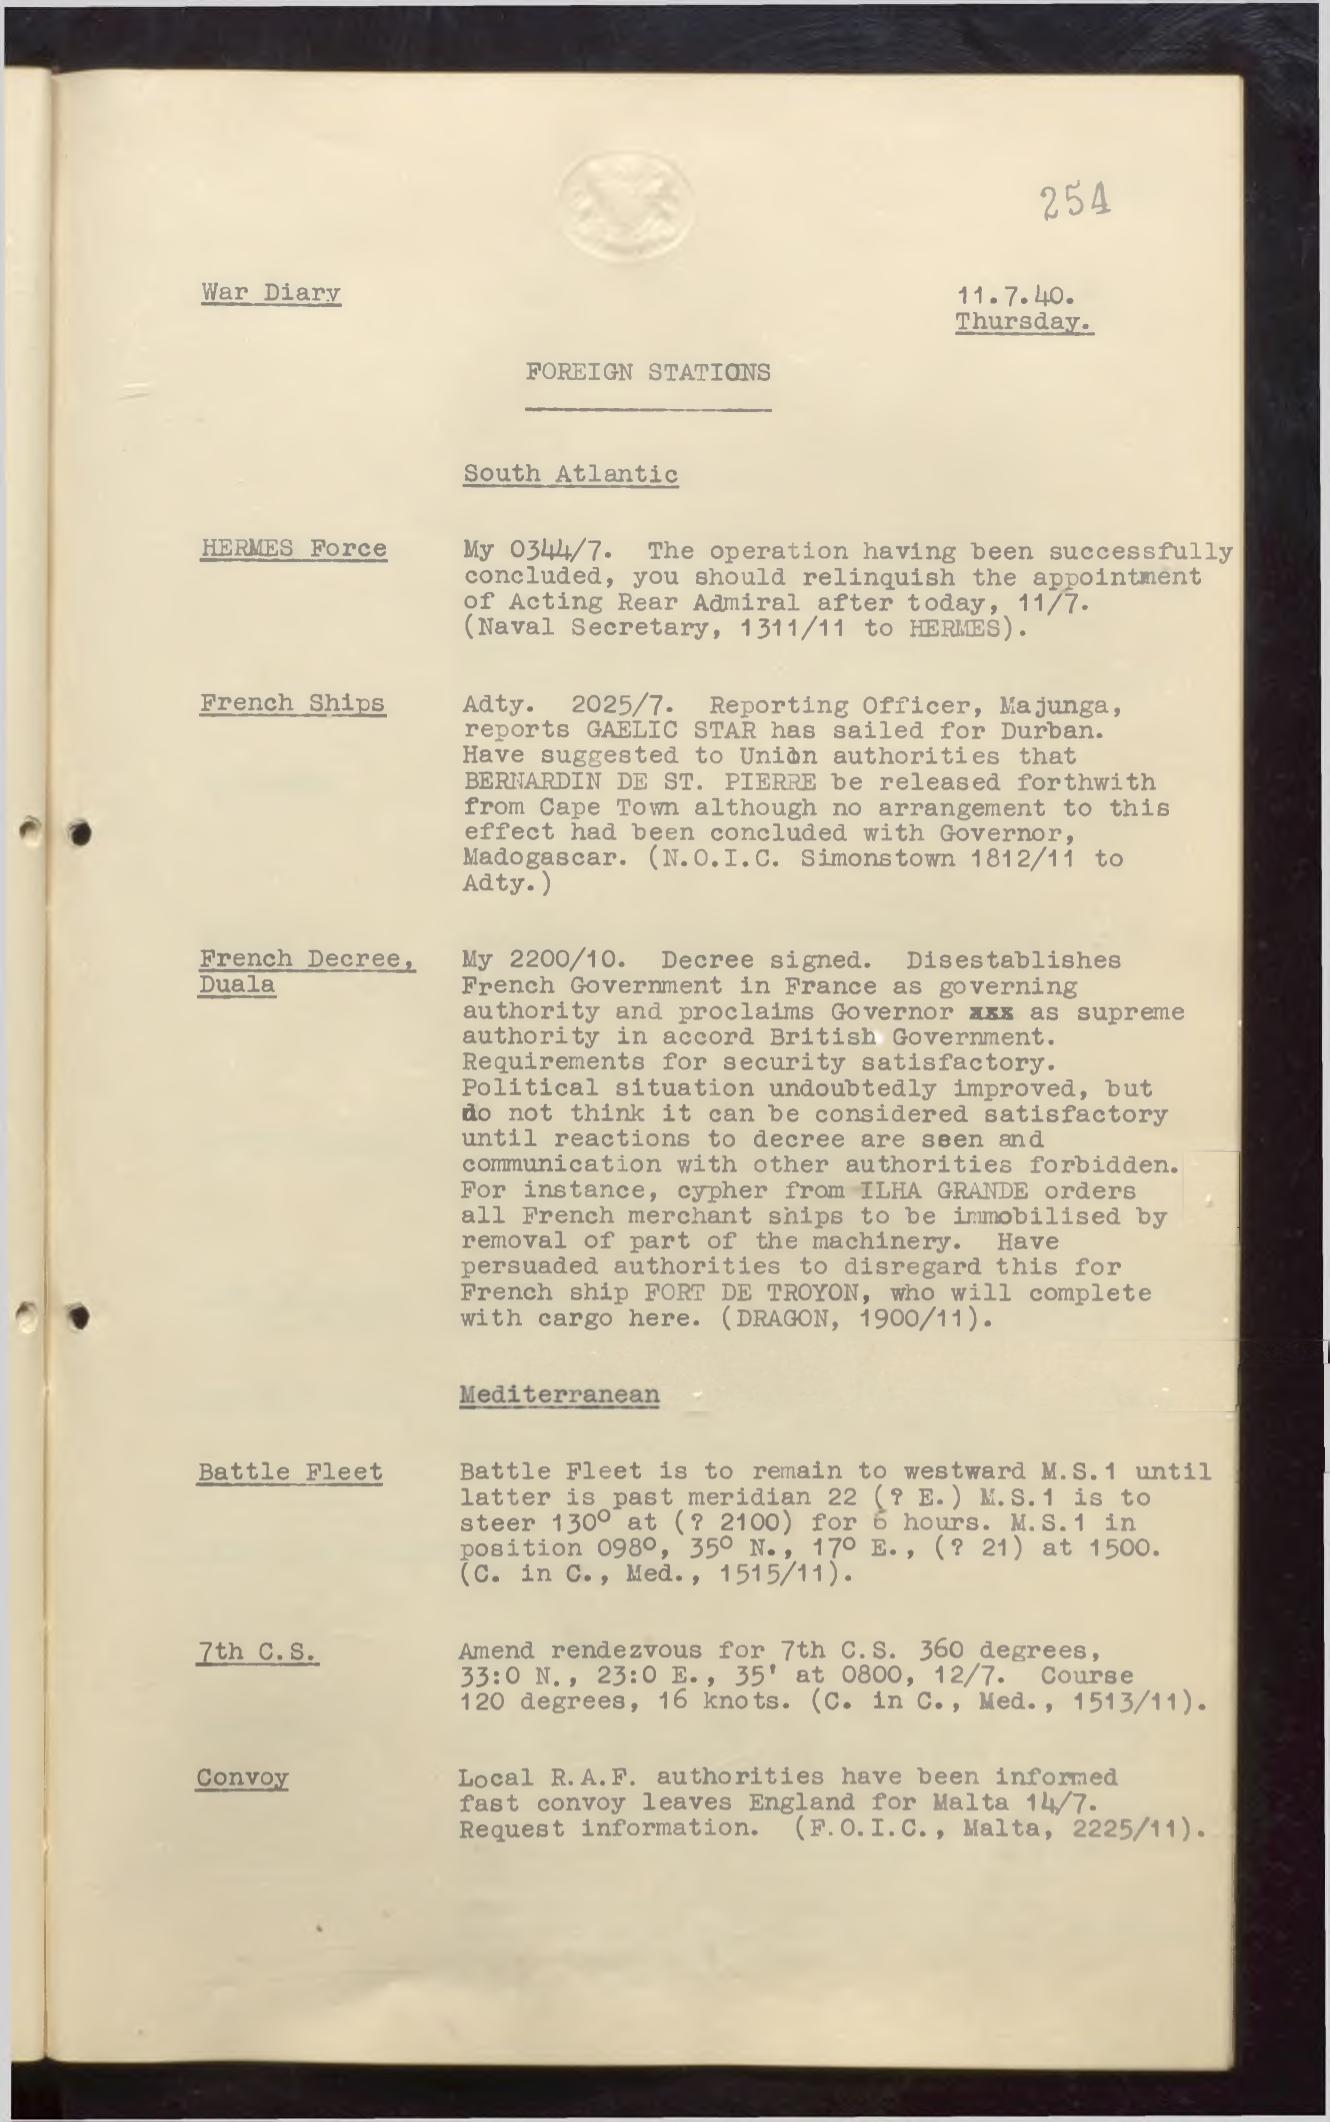 254
War Diary
11.7.40.
Thursday.
FOREIGN STATIONS
South Atlantic
HERMES Force
My 0344/7. The operation having been successfully
concluded, you should relinquish the appointment
of Acting Rear Admiral after today, 11/7.
(Naval Secretary, 1311/11 to HERMES).
French Ships
Adty. 2025/7. Reporting Officer, Majunga,
reports GAELIC STAR has sailed for Durban.
Have suggested to Union authorities that
BERNARDIN DE ST. PIERRE be released forthwith
from Cape Town although no arrangement to this
effect had been concluded with Governor,
Madogascar. (N.O.I.C. Simonstown 1812/11 to
Adty.)
French Decree,
Duala
My 2200/10. Decree signed. Disestablishes
French Government in France as governing
authority and proclaims Governor as supreme
authority in accord British Government.
Requirements for security satisfactory.
Political situation undoubtedly improved, but
do not think it can be considered satisfactory
until reactions to decree are seen and
communication with other authorities forbidden.
For instance, cypher from ILHA GRANDE orders
all French merchant ships to be immobilised by
removal of part of the machinery. Have
persuaded authorities to disregard this for
French ship FORT DE TROYON, who will complete
with cargo here. (DRAGON, 1900/11).
Mediterranean
Battle Fleet
Battle Fleet is to remain to westward M.S.1 until
latter is past meridian 22 (? E.) M.S.1 is to
steer 130° at (? 2100) for 6 hours. M.S.1 in
position 098°, 35° N., 17° E., (? 21) at 1500.
(C. in C., Med., 1515/11).
7th C.S.
Amend rendezvous for 7th C.S. 360 degrees,
33:0 N., 23:0 E., 35' at 0800, 12/7. Course
120 degrees, 16 knots. (C. in C., Med., 1513/11).
Convoy
Local R.A.F. authorities have been informed
fast convoy leaves England for Malta 14/7.
Request information. (F.O.I.C., Malta, 2225/11).